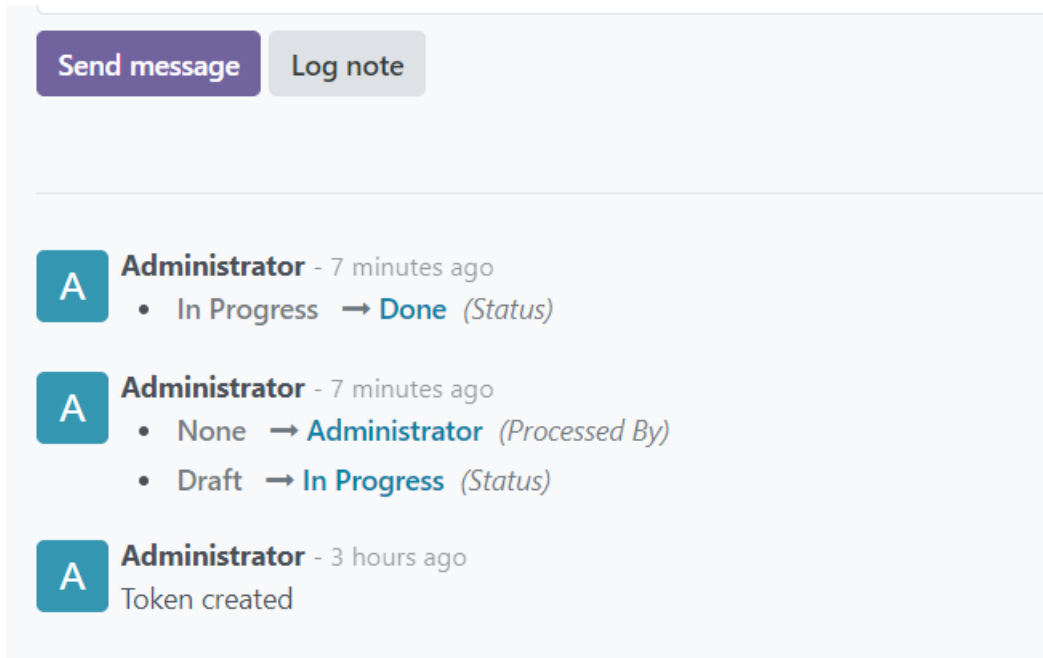 Send message Log note
A Administrator - 7 minutes ago
• In Progress → Done (Status)
A Administrator - 7 minutes ago
• None → Administrator (Processed By)
• Draft → In Progress (Status)
A Administrator - 3 hours ago
Token created